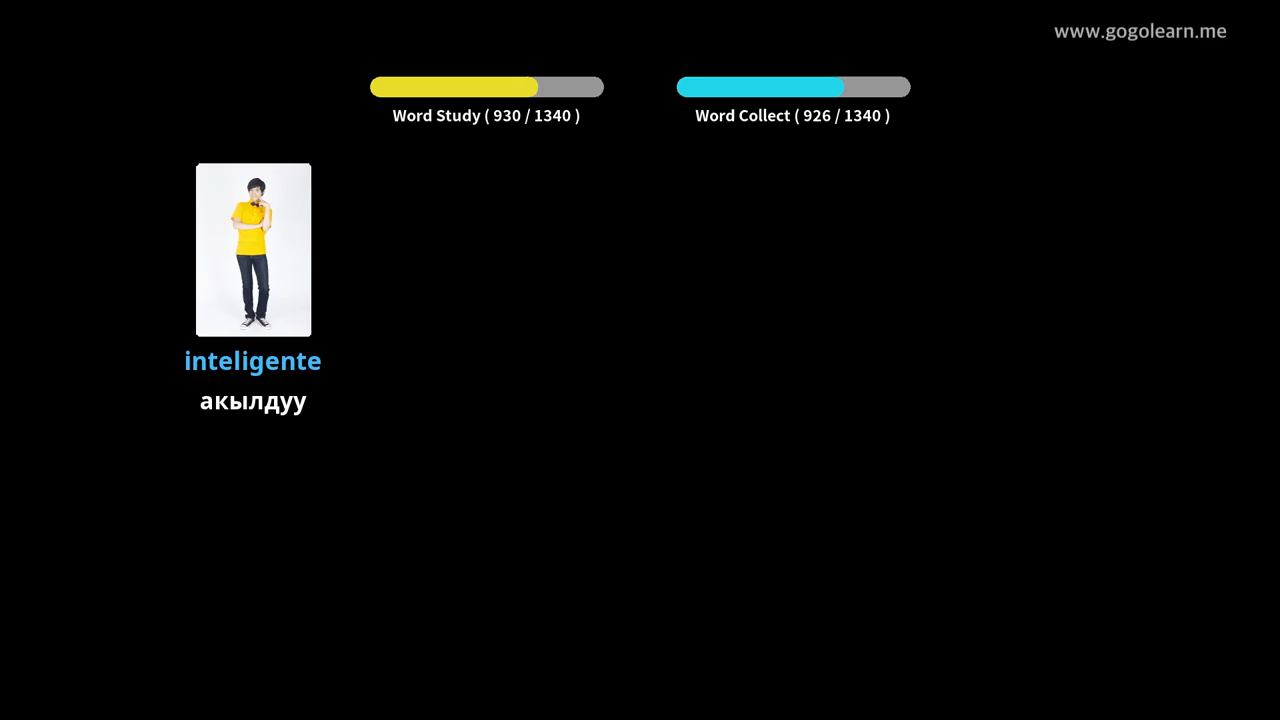 www.gogolearn.me
Word Study ( 930 / 1340 )
Word Collect ( 926 / 1340 )
inteligente
акылдуу